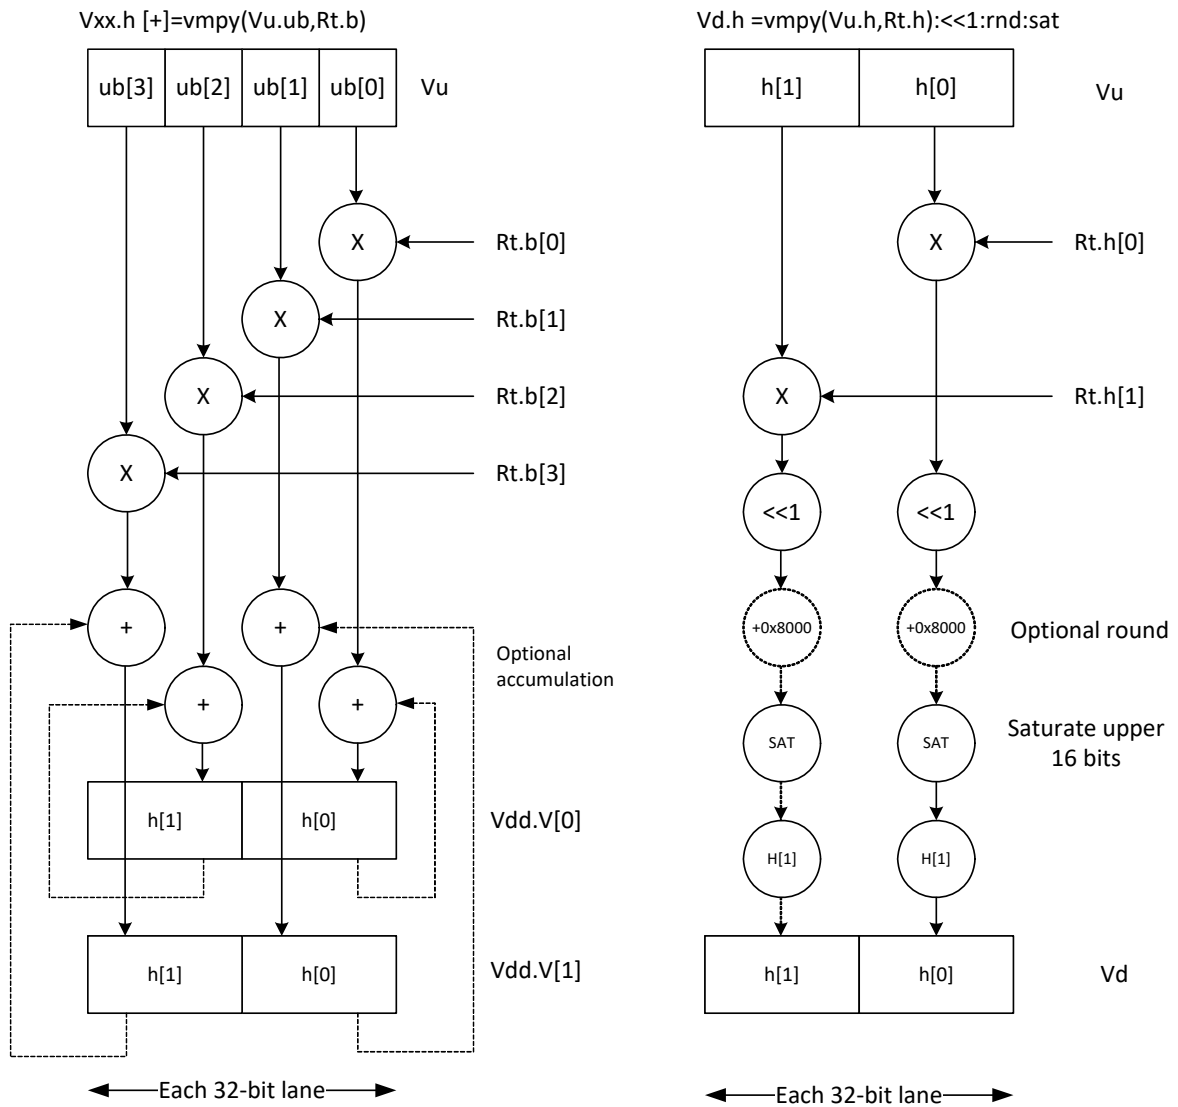 Vxx.h [+]=vmpy(Vu.ub,Rt.b)
ub[3] ub[2] ub[1] ub[0] Vu
X Rt.b[0]
X Rt.b[1]
X Rt.b[2]
X Rt.b[3]
+ +
Optional
accumulation
+ +
h[1] h[0] Vdd.V[0]
h[1] h[0] Vdd.V[1]
Each 32-bit lane
Vd.h =vmpy(Vu.h,Rt.h):<<1:rnd:sat
h[1] h[0] Vu
X Rt.h[0]
X Rt.h[1]
<<1 <<1
+0x8000 +0x8000 Optional round
SAT SAT
Saturate upper
16 bits
H[1] H[1]
h[1] h[0] Vd
Each 32-bit lane